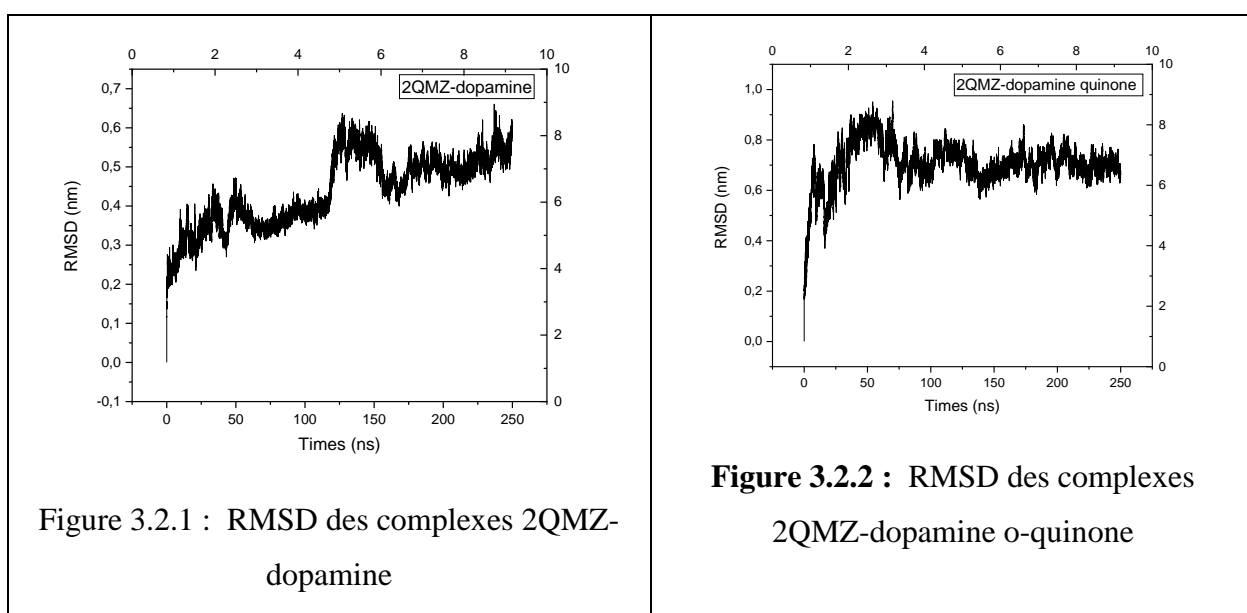 0 2 4 6 8 10
0,7
0,6
0,5
0,4
0,3
0,2
0,1
0,0
-0,1
RMSD (nm)
2QMZ-dopamine
10
8
6
4
2
0
0 50 100 150 200 250
Times (ns)
Figure 3.2.1 : RMSD des complexes 2QMZ-
dopamine
0 2 4 6 8 10
1,0
0,8
0,6
0,4
0,2
0,0
RMSD (nm)
2QMZ-dopamine quinone
10
8
6
4
2
0
0 50 100 150 200 250
Times (ns)
Figure 3.2.2 : RMSD des complexes
2QMZ-dopamine o-quinone